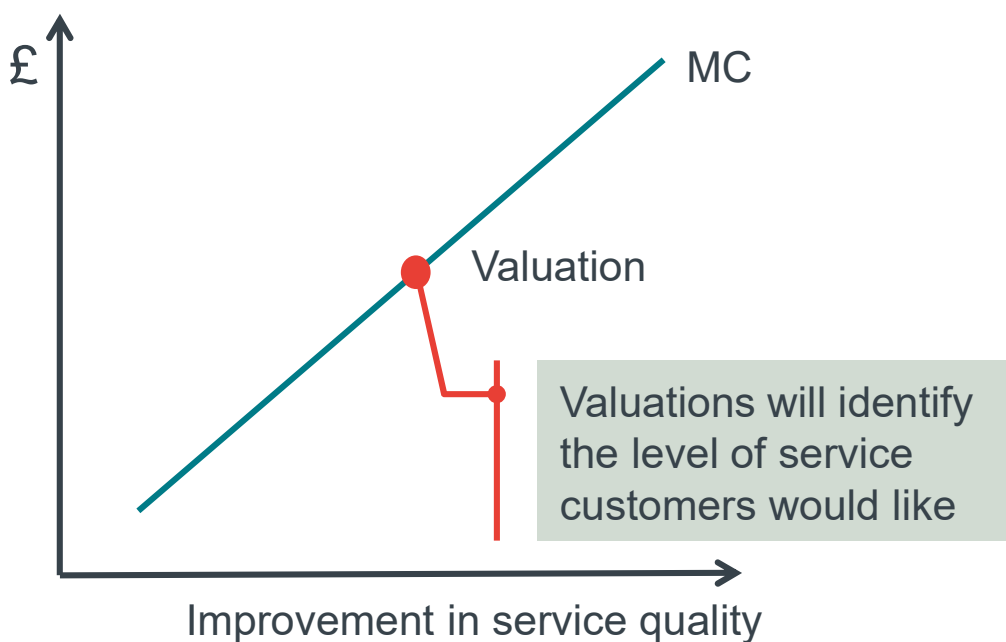 £
MC
Valuation
Valuations will identify
the level of service
customers would like
Improvement in service quality